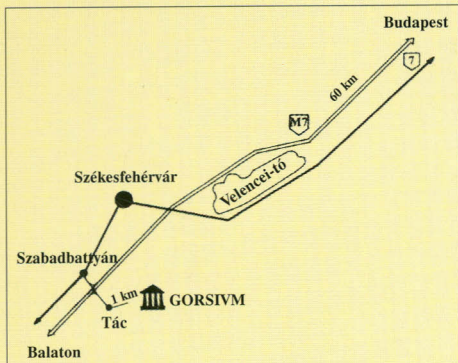 Budapest
7
60 km
M7
Velencei-tó
Székesfehérvár
Szabadbattyán
1 km
GORSIVM
Tác
Balaton